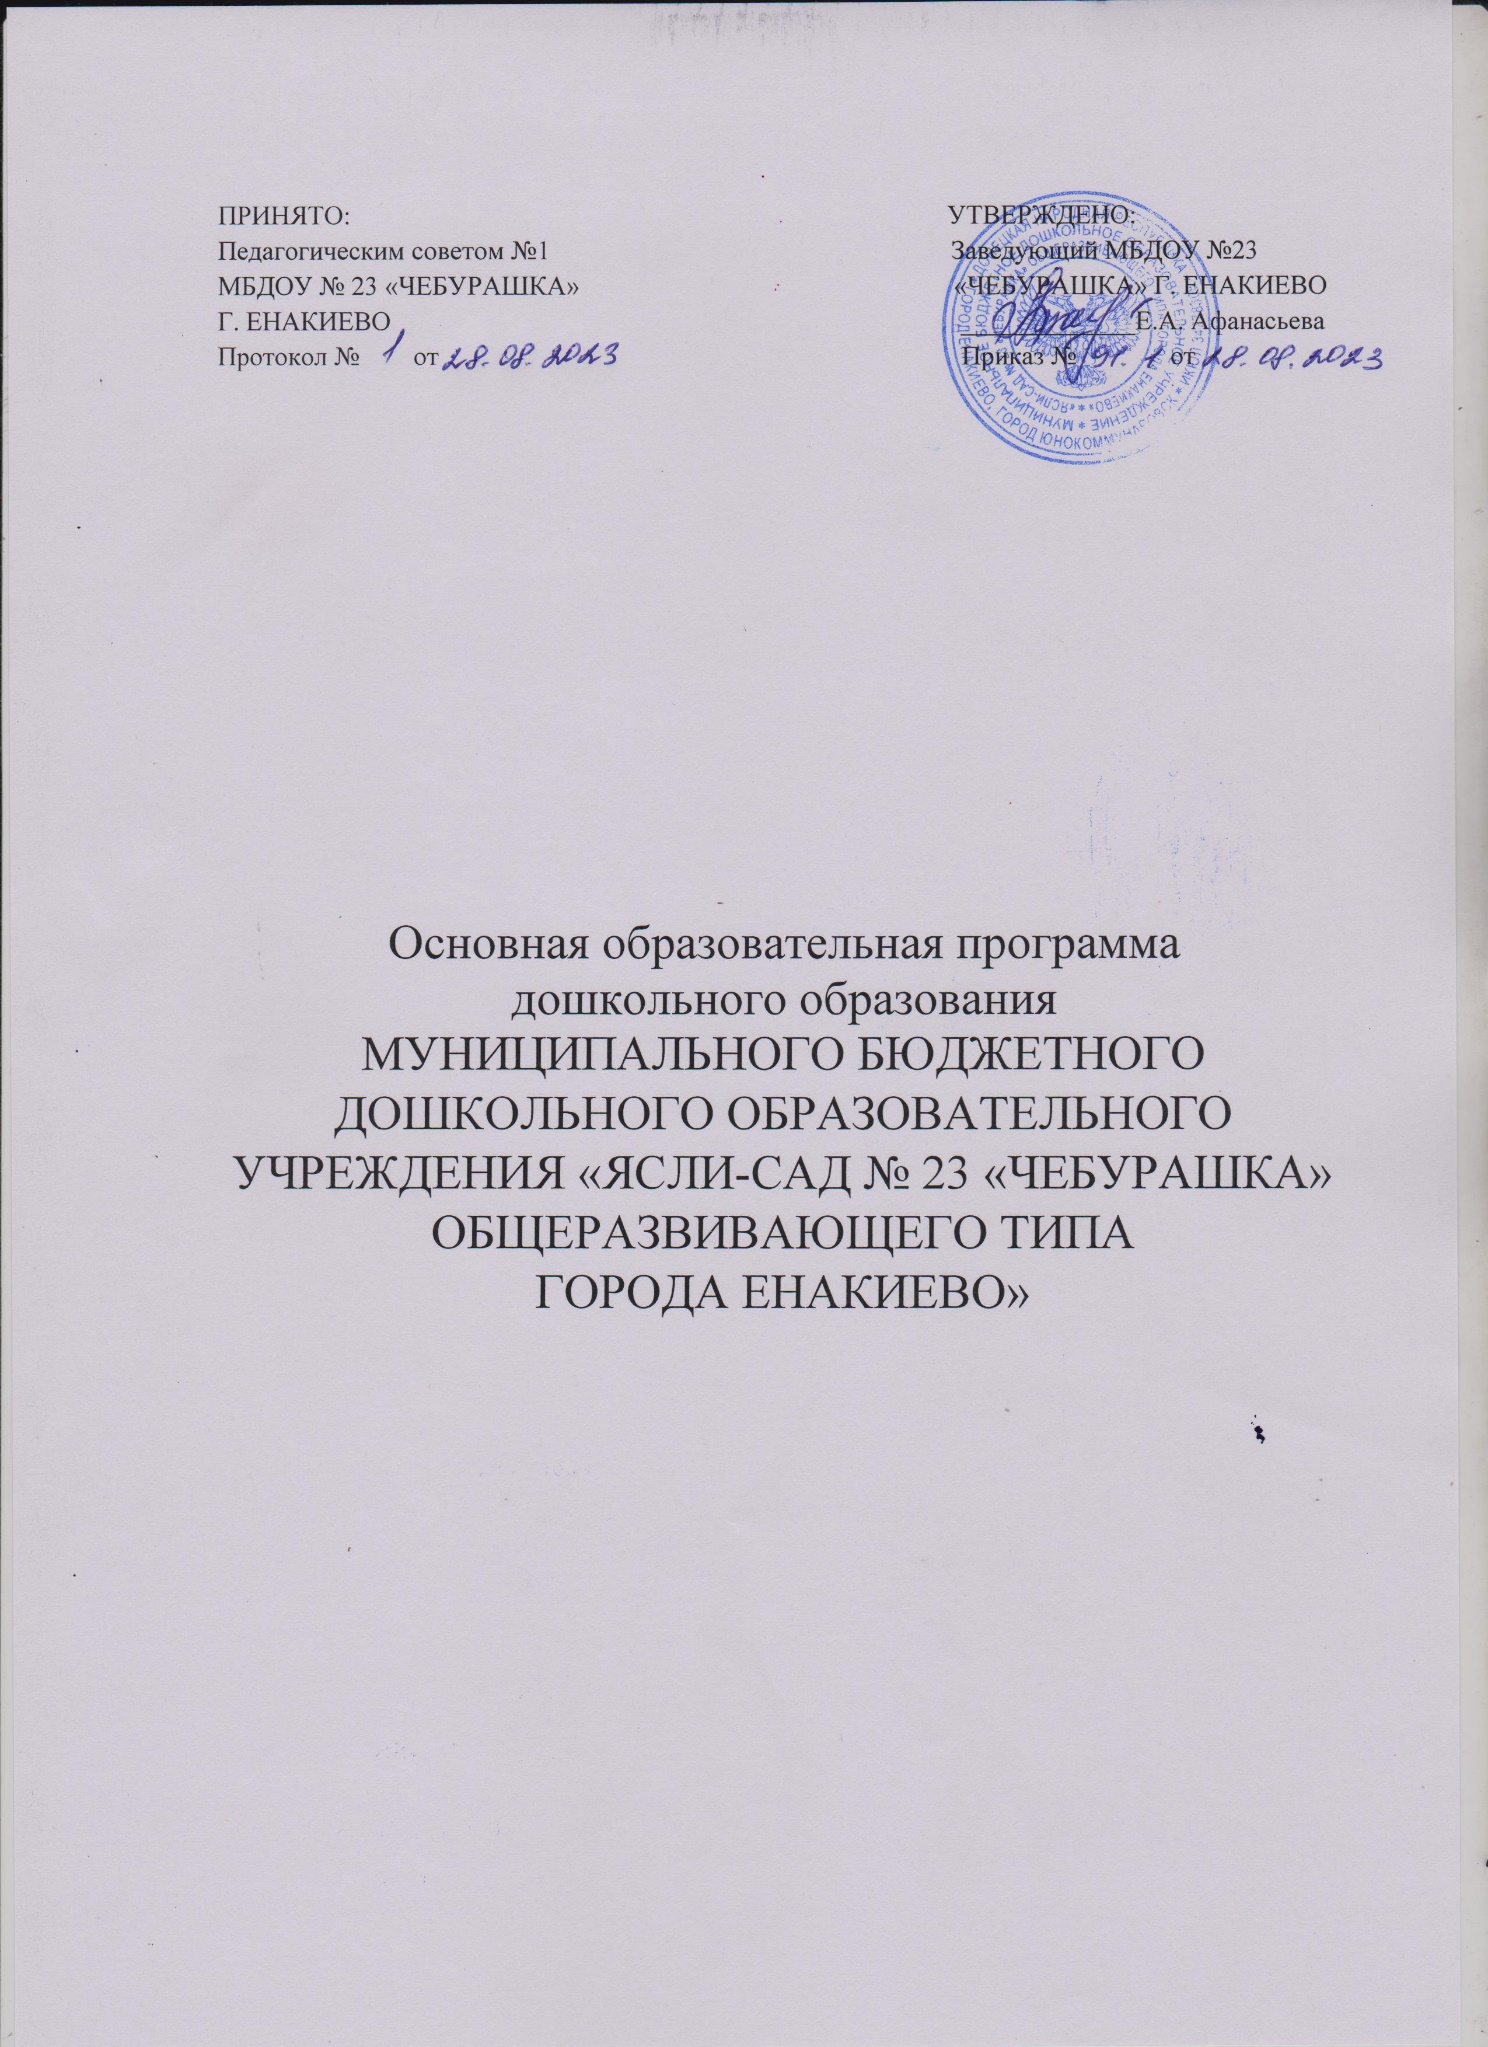 ПРИНЯТО:
Педагогическим советом №1
МБДОУ № 23 «ЧЕБУРАШКА»
Г. ЕНАКИЕВО
Протокол № 1 от 28.08.2023
УТВЕРЖДЕНО:
Заведующий МБДОУ №23
«ЧЕБУРАШКА» Г. ЕНАКИЕВО
Е.А. Афанасьева
Приказ № от 28.08.2023
Основная образовательная программа
дошкольного образования
МУНИЦИПАЛЬНОГО БЮДЖЕТНОГО
ДОШКОЛЬНОГО ОБРАЗОВАТЕЛЬНОГО
УЧРЕЖДЕНИЯ «ЯСЛИ-САД № 23 «ЧЕБУРАШКА»
ОБЩЕРАЗВИВАЮЩЕГО ТИПА
ГОРОДА ЕНАКИЕВО»